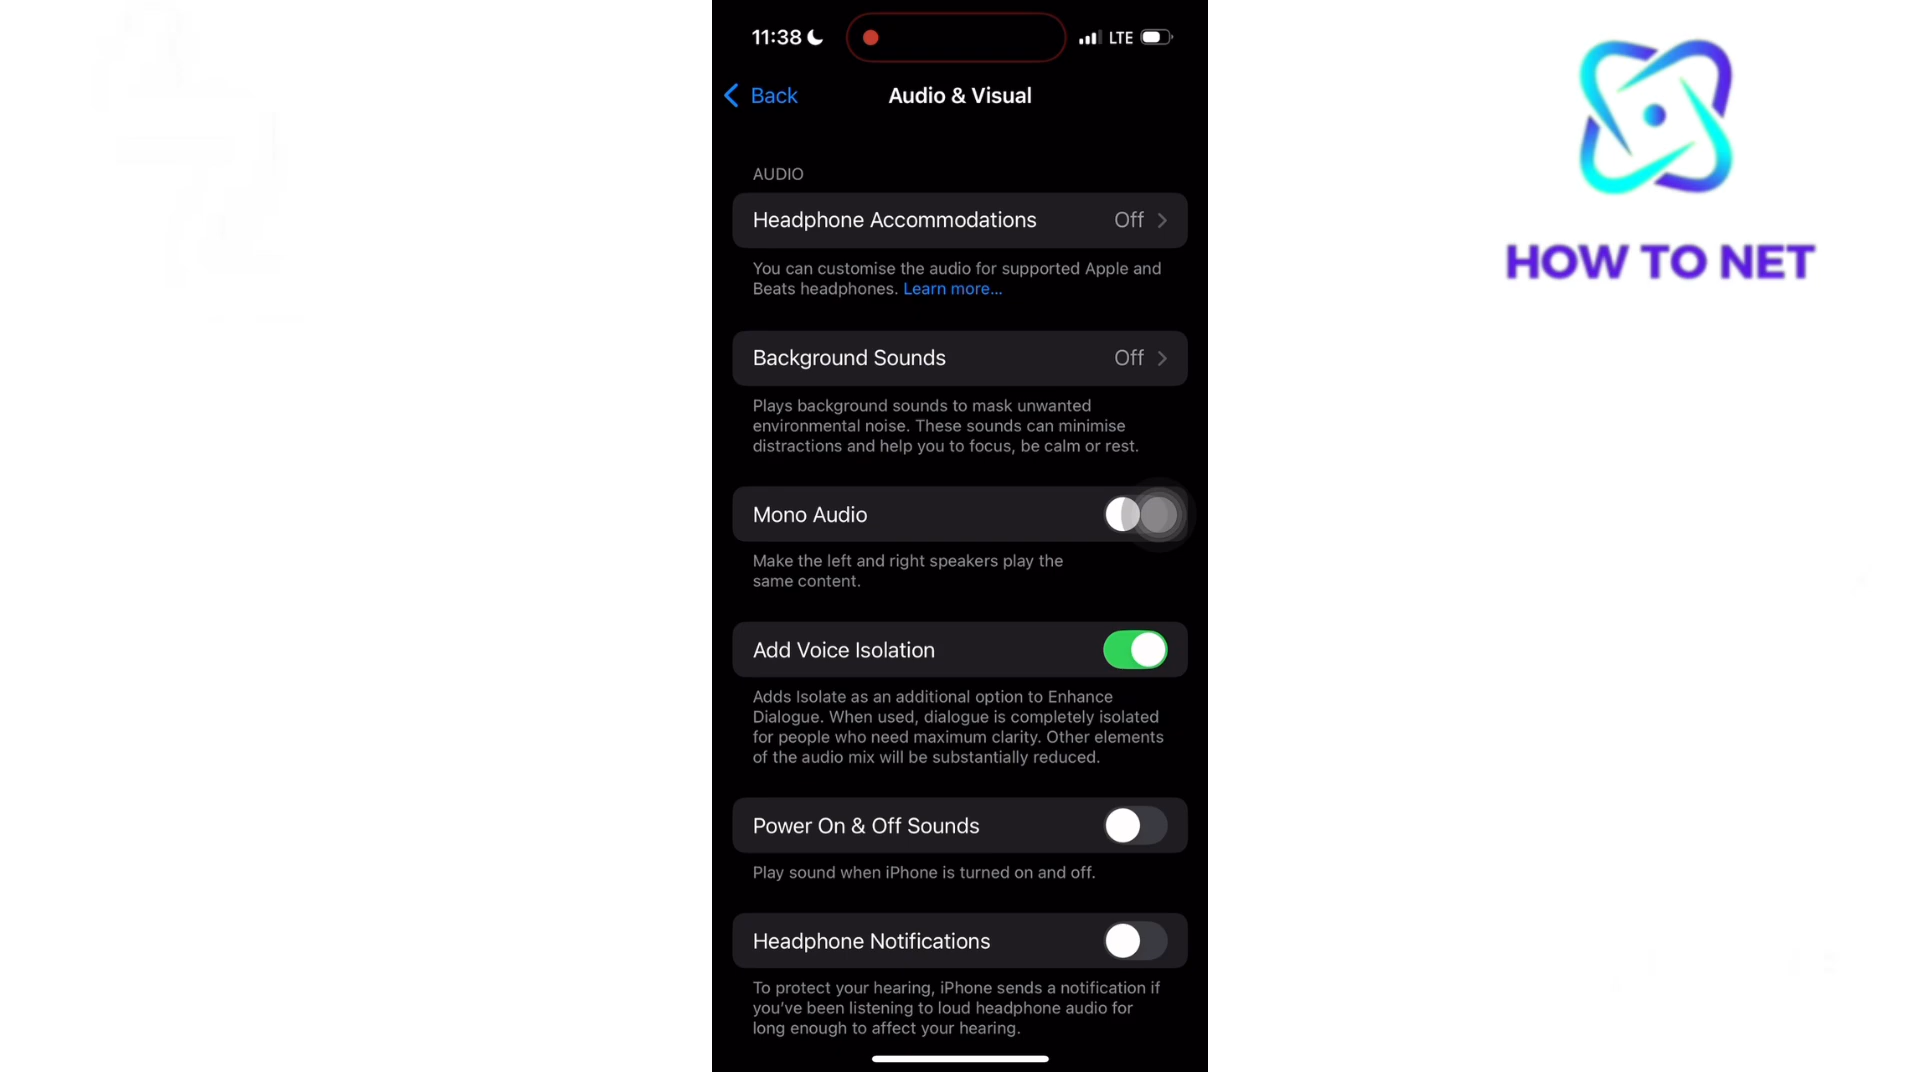 11:38
LTE
Back
Audio & Visual
AUDIO
Headphone Accommodations Off
You can customise the audio for supported Apple and
Beats headphones. Learn more...
Background Sounds Off
Plays background sounds to mask unwanted
environmental noise. These sounds can minimise
distractions and help you to focus, be calm or rest.
Mono Audio
Make the left and right speakers play the
same content.
Add Voice Isolation
Adds Isolate as an additional option to Enhance
Dialogue. When used, dialogue is completely isolated
for people who need maximum clarity. Other elements
of the audio mix will be substantially reduced.
Power On & Off Sounds
Play sound when iPhone is turned on and off.
Headphone Notifications
To protect your hearing, iPhone sends a notification if
you've been listening to loud headphone audio for
long enough to affect your hearing.
HOW TO NET